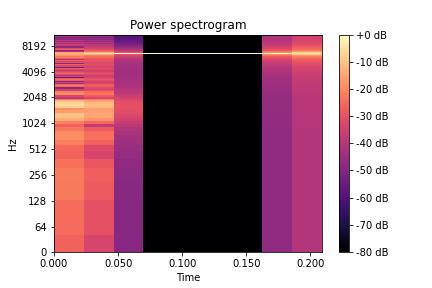 Power spectrogram
8192
4096
2048
1024
512
256
128
64
0
Hz
0.000
0.050
0.100
0.150
0.200
Time
+0 dB
-10 dB
-20 dB
-30 dB
-40 dB
-50 dB
-60 dB
-70 dB
-80 dB